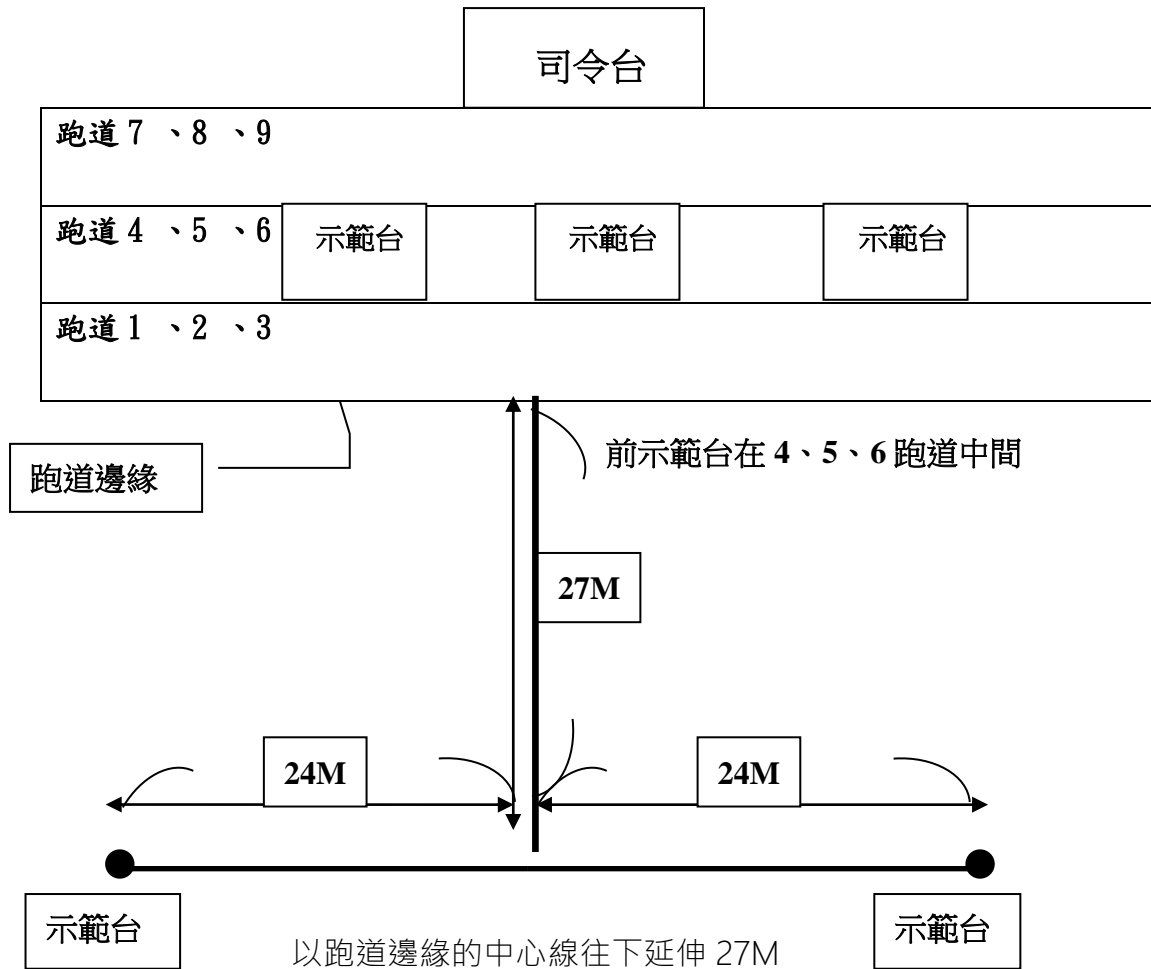 司令台
跑道 7 、8 、9
跑道 4 、5 、6
示範台
示範台
示範台
跑道 1 、2 、3
跑道邊緣
前示範台在 4、5、6 跑道中間
27M
24M
24M
示範台
示範台
以跑道邊緣的中心線往下延伸 27M